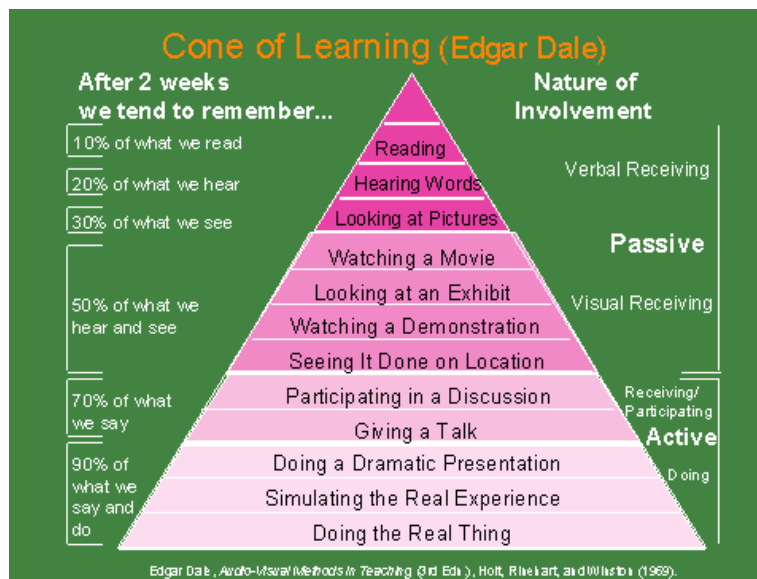 Cone of Learning (Edgar Dale)
After 2 weeks
we tend to remember...
Nature of
Involvement
10% of what we read
20% of what we hear
30% of what we see
50% of what we
hear and see
70% of what
we say
90% of
what we
say and
do
Reading
Hearing Words
Looking at Pictures
Watching a Movie
Looking at an Exhibit
Watching a Demonstration
Seeing It Done on Location
Participating in a Discussion
Giving a Talk
Doing a Dramatic Presentation
Simulating the Real Experience
Doing the Real Thing
Verbal Receiving
Passive
Visual Receiving
Receiving/
Participating
Active
Doing
Edgar Dale, Audio-Visual Methods in Teaching (3rd Edn.), Holt, Rinehart, and Winston (1969).